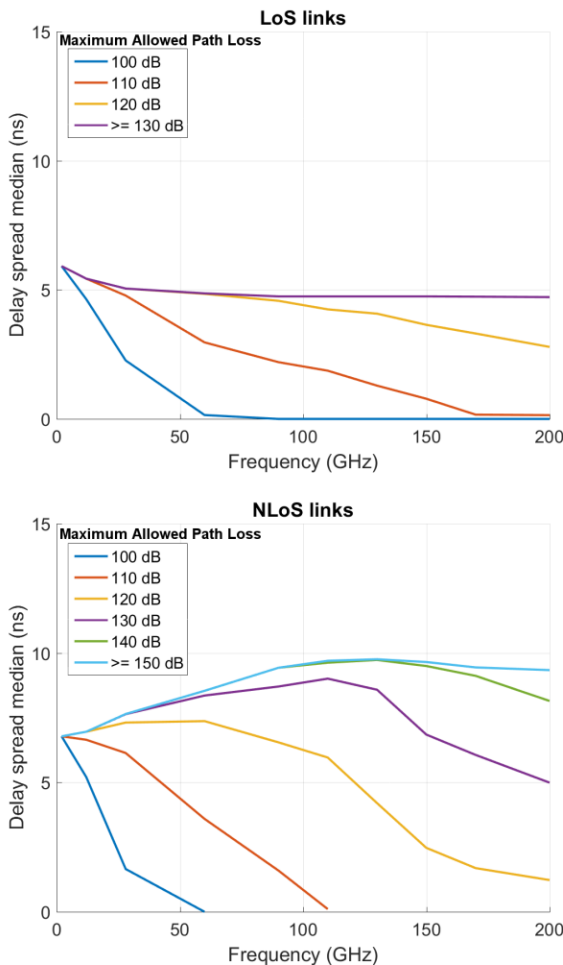 LoS links
15
Maximum Allowed Path Loss
100 dB
110 dB
120 dB
>= 130 dB
10
5
0
Delay spread median (ns)
0
50
100
150
200
Frequency (GHz)
NLoS links
15
Maximum Allowed Path Loss
100 dB
110 dB
120 dB
130 dB
140 dB
>= 150 dB
10
5
0
Delay spread median (ns)
0
50
100
150
200
Frequency (GHz)